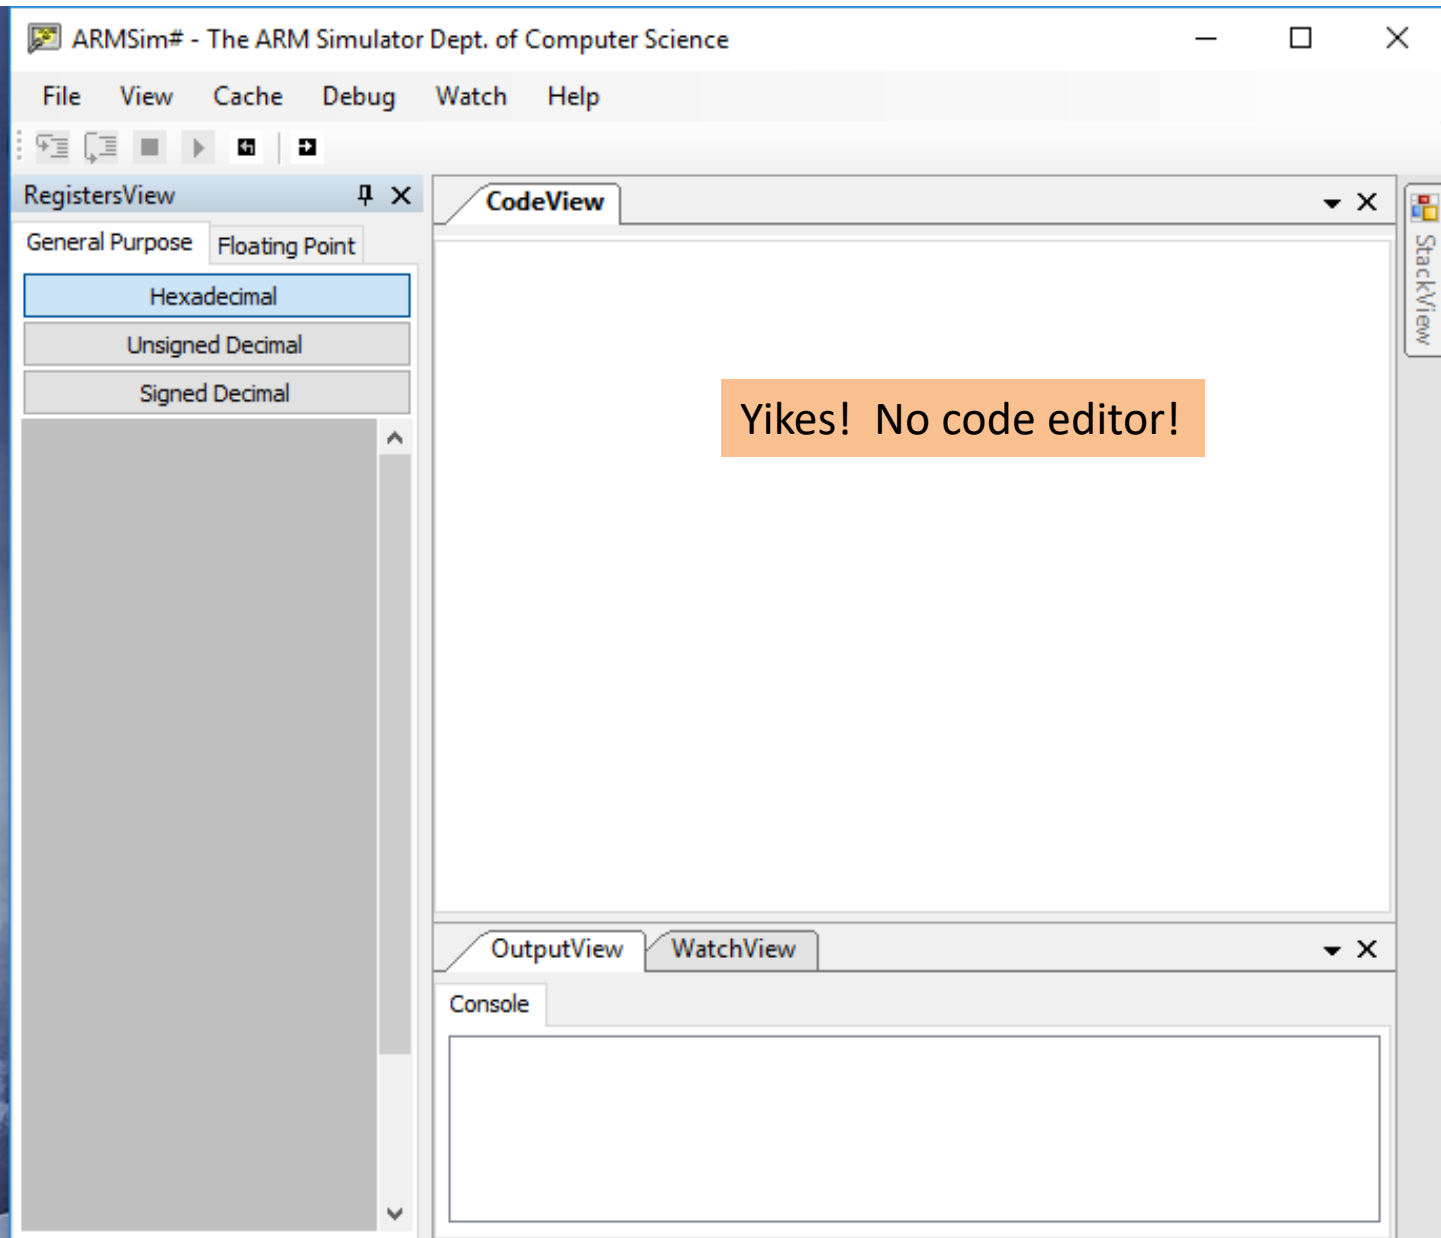 ARMSim# - The ARM Simulator Dept. of Computer Science
File View Cache Debug Watch Help
RegistersView
General Purpose Floating Point
Hexadecimal
Unsigned Decimal
Signed Decimal
CodeView
Yikes!  No code editor!
StackView
OutputView WatchView
Console